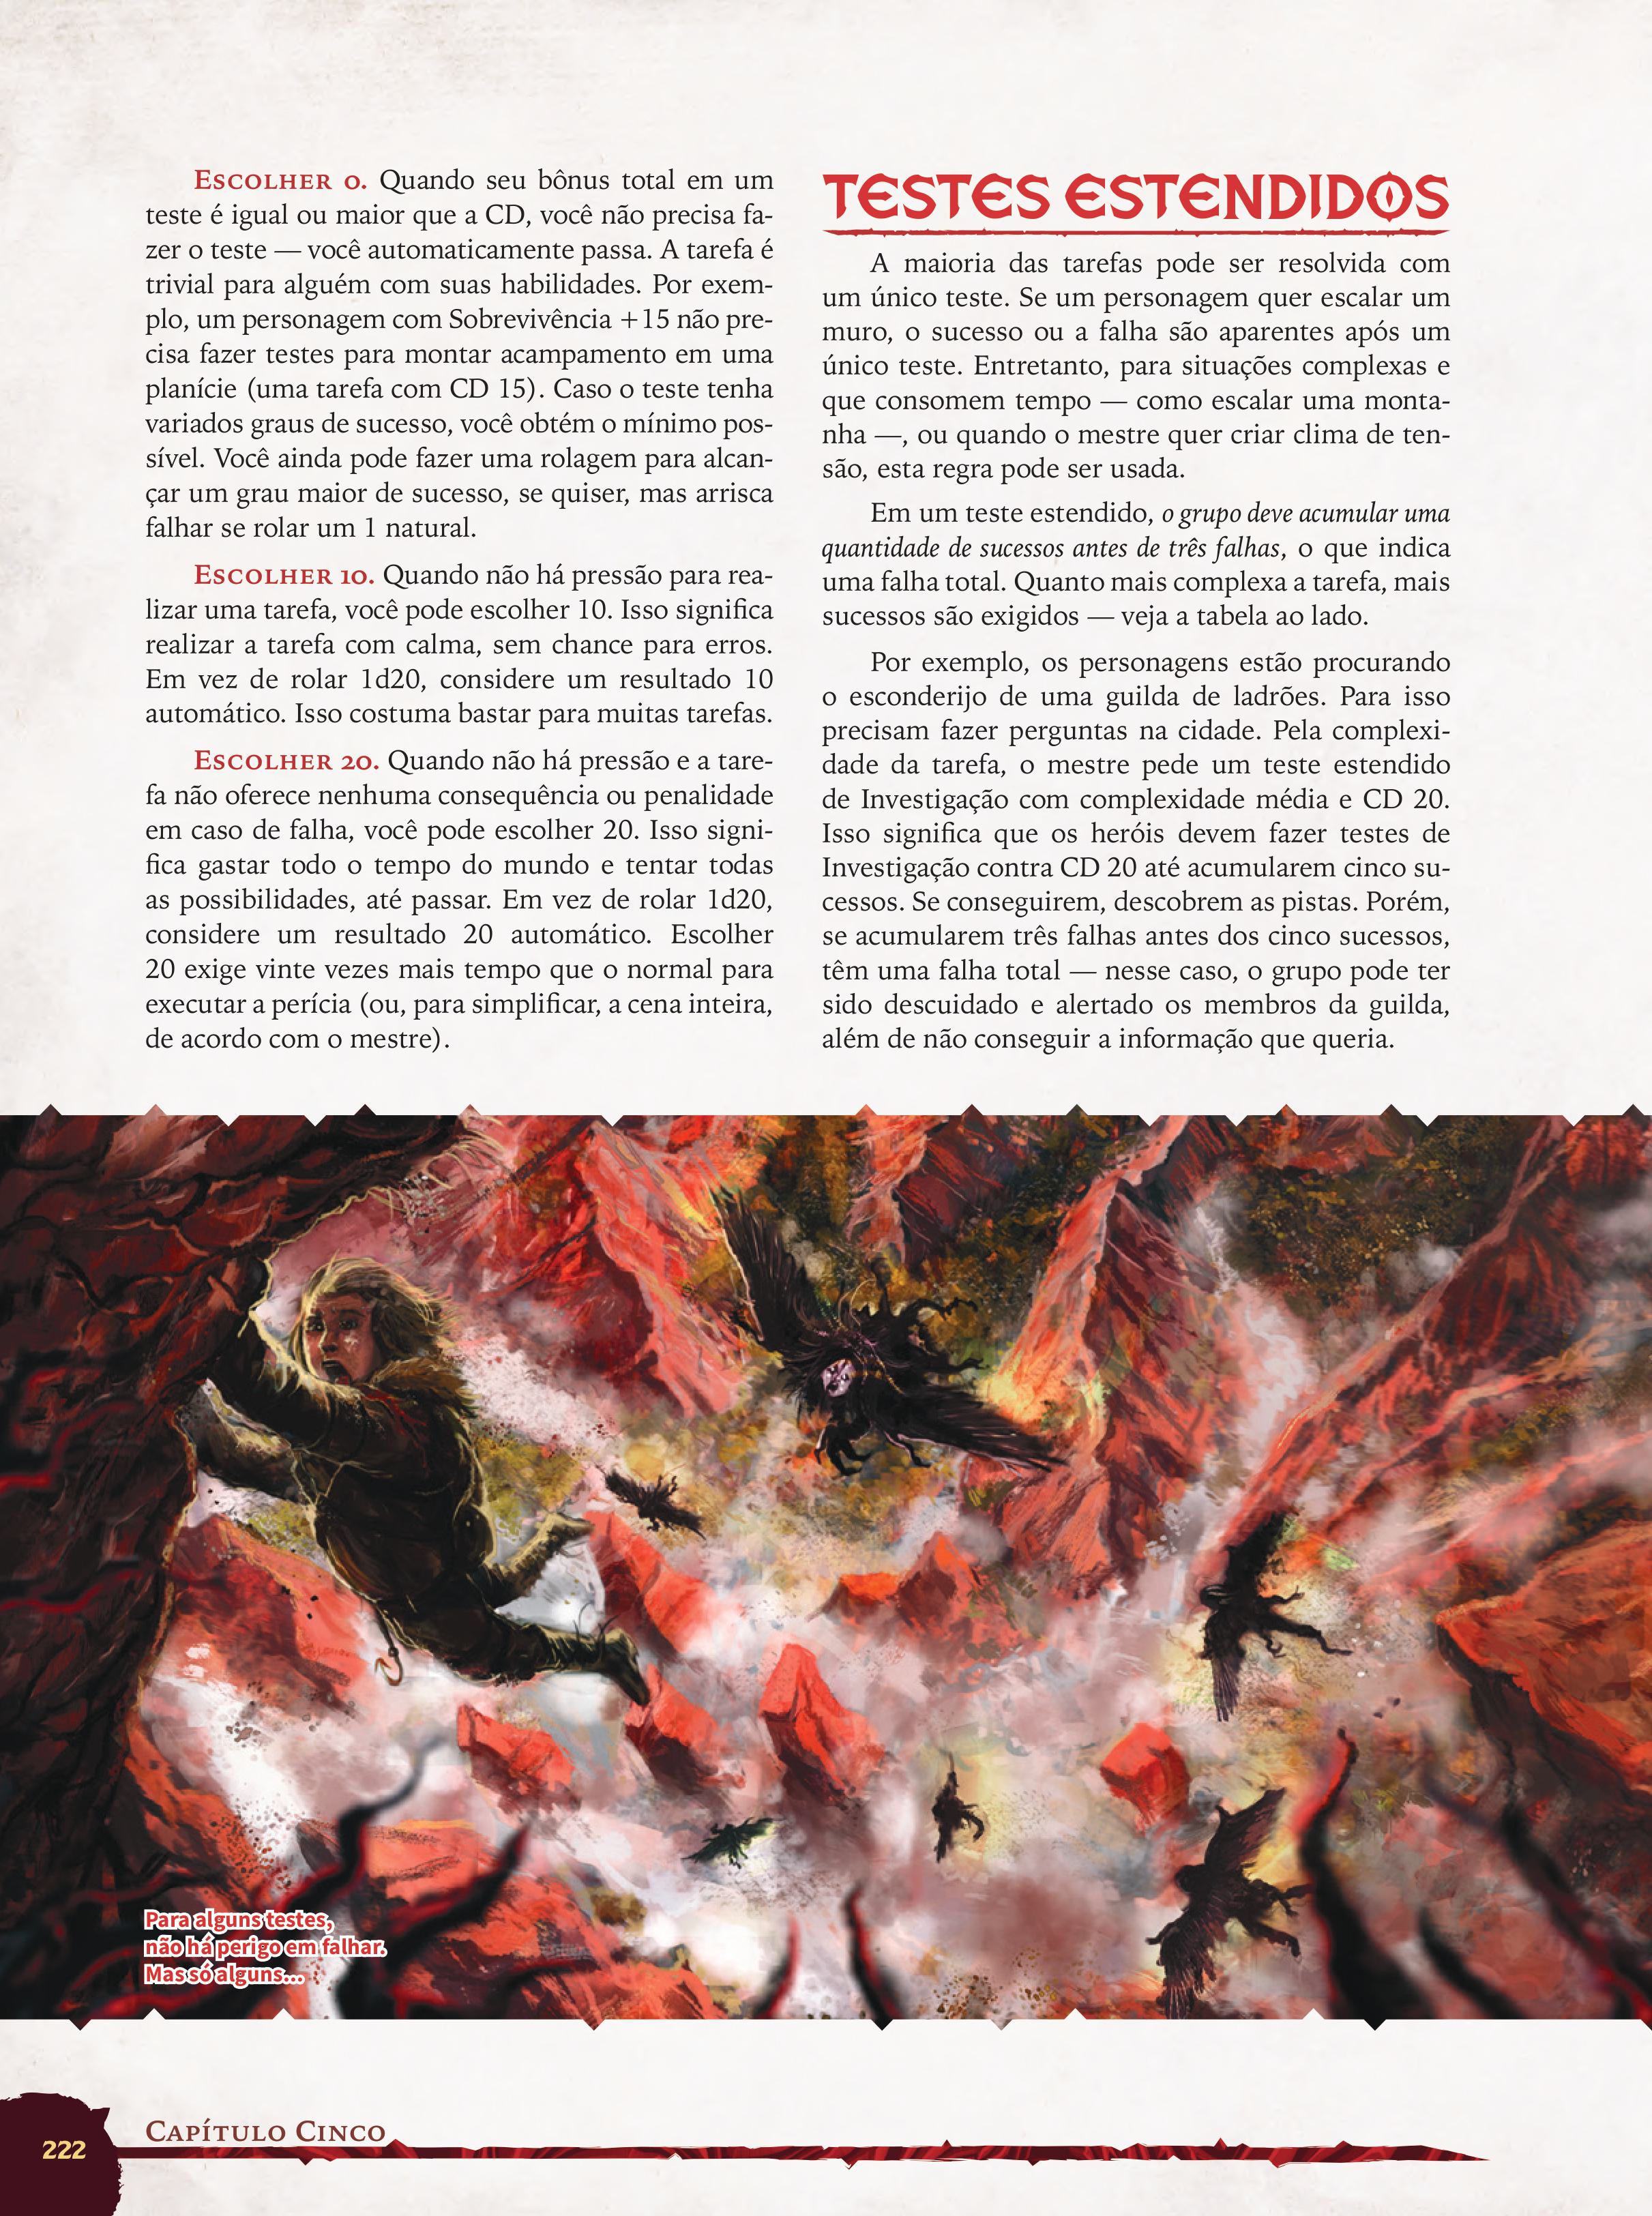 Escolher 0. Quando seu bônus total em um
teste é igual ou maior que a CD, você não precisa fa-
zer o teste — você automaticamente passa. A tarefa é
trivial para alguém com suas habilidades. Por exem-
plo, um personagem com Sobrevivência +15 não pre-
cisa fazer testes para montar acampamento em uma
planície (uma tarefa com CD 15). Caso o teste tenha
variados graus de sucesso, você obtém o mínimo pos-
sível. Você ainda pode fazer uma rolagem para alcan-
çar um grau maior de sucesso, se quiser, mas arrisca
falhar se rolar um 1 natural.
Escolher 10. Quando não há pressão para rea-
lizar uma tarefa, você pode escolher 10. Isso significa
realizar a tarefa com calma, sem chance para erros.
Em vez de rolar 1d20, considere um resultado 10
automático. Isso costuma bastar para muitas tarefas.
Escolher 20. Quando não há pressão e a tare-
fa não oferece nenhuma consequência ou penalidade
em caso de falha, você pode escolher 20. Isso signi-
fica gastar todo o tempo do mundo e tentar todas
as possibilidades, até passar. Em vez de rolar 1d20,
considere um resultado 20 automático. Escolher
20 exige vinte vezes mais tempo que o normal para
executar a perícia (ou, para simplificar, a cena inteira,
de acordo com o mestre).
TESTES ESTENDIDOS
A maioria das tarefas pode ser resolvida com
um único teste. Se um personagem quer escalar um
muro, o sucesso ou a falha são aparentes após um
único teste. Entretanto, para situações complexas e
que consomem tempo — como escalar uma monta-
nha —, ou quando o mestre quer criar clima de ten-
são, esta regra pode ser usada.
Em um teste estendido, o grupo deve acumular uma
quantidade de sucessos antes de três falhas, o que indica
uma falha total. Quanto mais complexa a tarefa, mais
sucessos são exigidos — veja a tabela ao lado.
Por exemplo, os personagens estão procurando
o esconderijo de uma guilda de ladrões. Para isso
precisam fazer perguntas na cidade. Pela complexi-
dade da tarefa, o mestre pede um teste estendido
de Investigação com complexidade média e CD 20.
Isso significa que os heróis devem fazer testes de
Investigação contra CD 20 até acumularem cinco su-
cessos. Se conseguirem, descobrem as pistas. Porém,
se acumularem três falhas antes dos cinco sucessos,
têm uma falha total — nesse caso, o grupo pode ter
sido descuidado e alertado os membros da guilda,
além de não conseguir a informação que queria.
Para alguns testes,
não há perigo em falhar.
Mas só alguns...
Capítulo Cinco
222